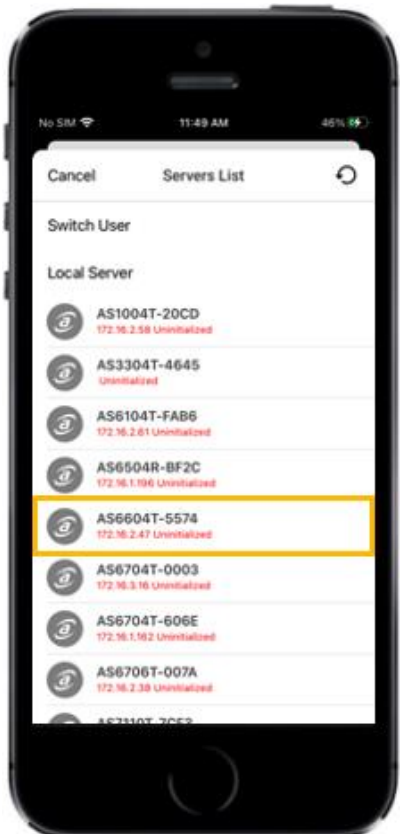 No SIM 11:49 AM 46%
Cancel Servers List
Switch User
Local Server
AS1004T-20CD
172.16.2.58 Uninitialized
AS3304T-4645
Uninitialized
AS6104T-FAB6
172.16.2.61 Uninitialized
AS6504R-BF2C
172.16.1.196 Uninitialized
AS6604T-5574
172.16.2.47 Uninitialized
AS6704T-0003
172.16.3.16 Uninitialized
AS6704T-606E
172.16.1.162 Uninitialized
AS6706T-007A
172.16.2.38 Uninitialized